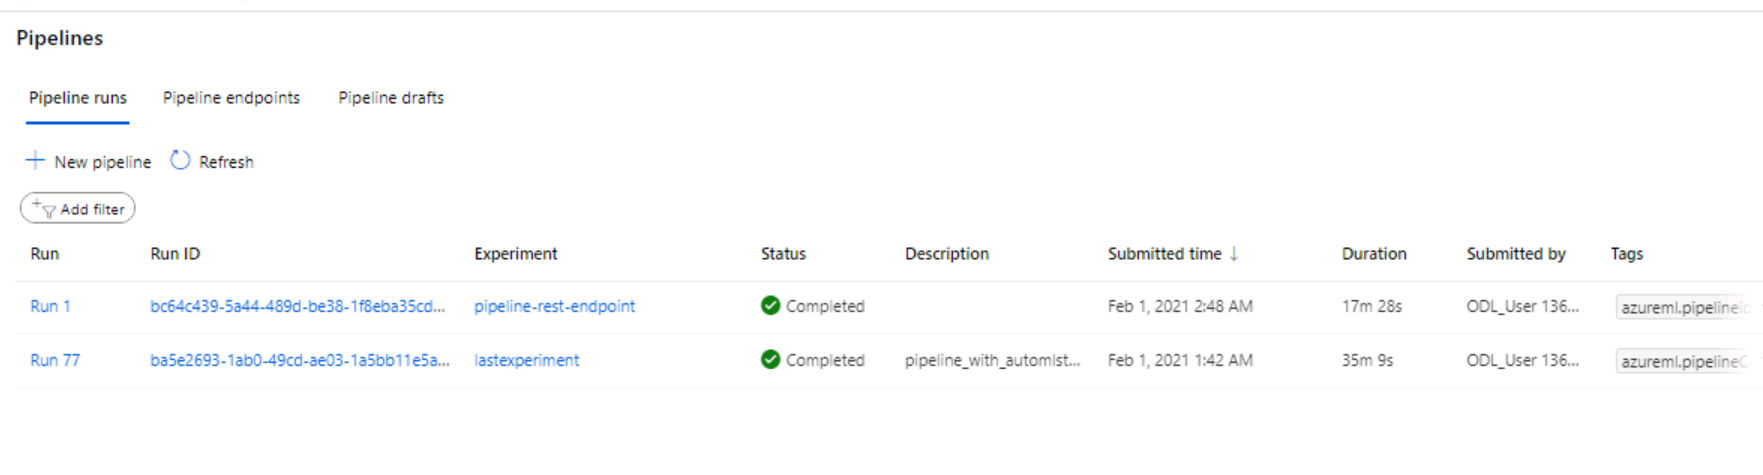 Pipelines
Pipeline runs Pipeline endpoints Pipeline drafts
New pipeline Refresh
Add filter
Run Run ID Experiment Status Description Submitted time ↓ Duration Submitted by Tags
Run 1 bc64c439-5a44-489d-be38-1f8eba35cd... pipeline-rest-endpoint Completed Feb 1, 2021 2:48 AM 17m 28s ODL_User 136... azureml.pipelineic
Run 77 ba5e2693-1ab0-49cd-ae03-1a5bb11e5a... lastexperiment Completed pipeline_with_automlst... Feb 1, 2021 1:42 AM 35m 9s ODL_User 136... azureml.pipelineC